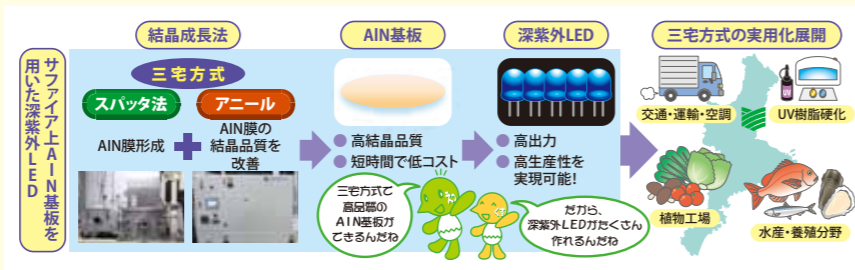 サファイア上AIN基板を
用いた深紫外LED
結晶成長法
三宅方式
スパッタ法
アニール
AIN膜形成
AIN膜の
結晶品質を
改善
AIN基板
高結晶品質
短時間で低コスト
三宅方式で
高品質の
AIN基板が
できるんだね
深紫外LED
高出力
高生産性を
実現可能!
だから、
深紫外LEDがたくさん
作れるんだね
三宅方式の実用化展開
交通・運輸・空調
UV
UV樹脂硬化
植物工場
水産・養殖分野